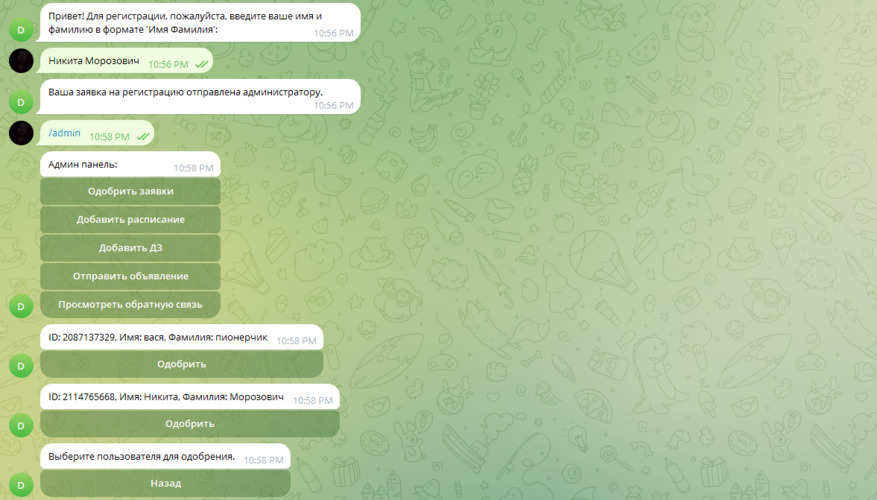 Привет! Для регистрации, пожалуйста, введите ваше имя и
фамилию в формате 'Имя Фамилия':
10:56 PM
D
Никита Морозович 10:56 PM
Ваша заявка на регистрацию отправлена администратору.
10:56 PM
D
/admin 10:58 PM
Админ панель: 10:58 PM
Одобрить заявки
Добавить расписание
Добавить ДЗ
Отправить объявление
Просмотреть обратную связь
D
ID: 2087137329, Имя: вася, Фамилия: пионерчик 10:58 PM
Одобрить
D
ID: 2114765668, Имя: Никита, Фамилия: Морозович 10:58 PM
Одобрить
D
Выберите пользователя для одобрения. 10:58 PM
Назад
D